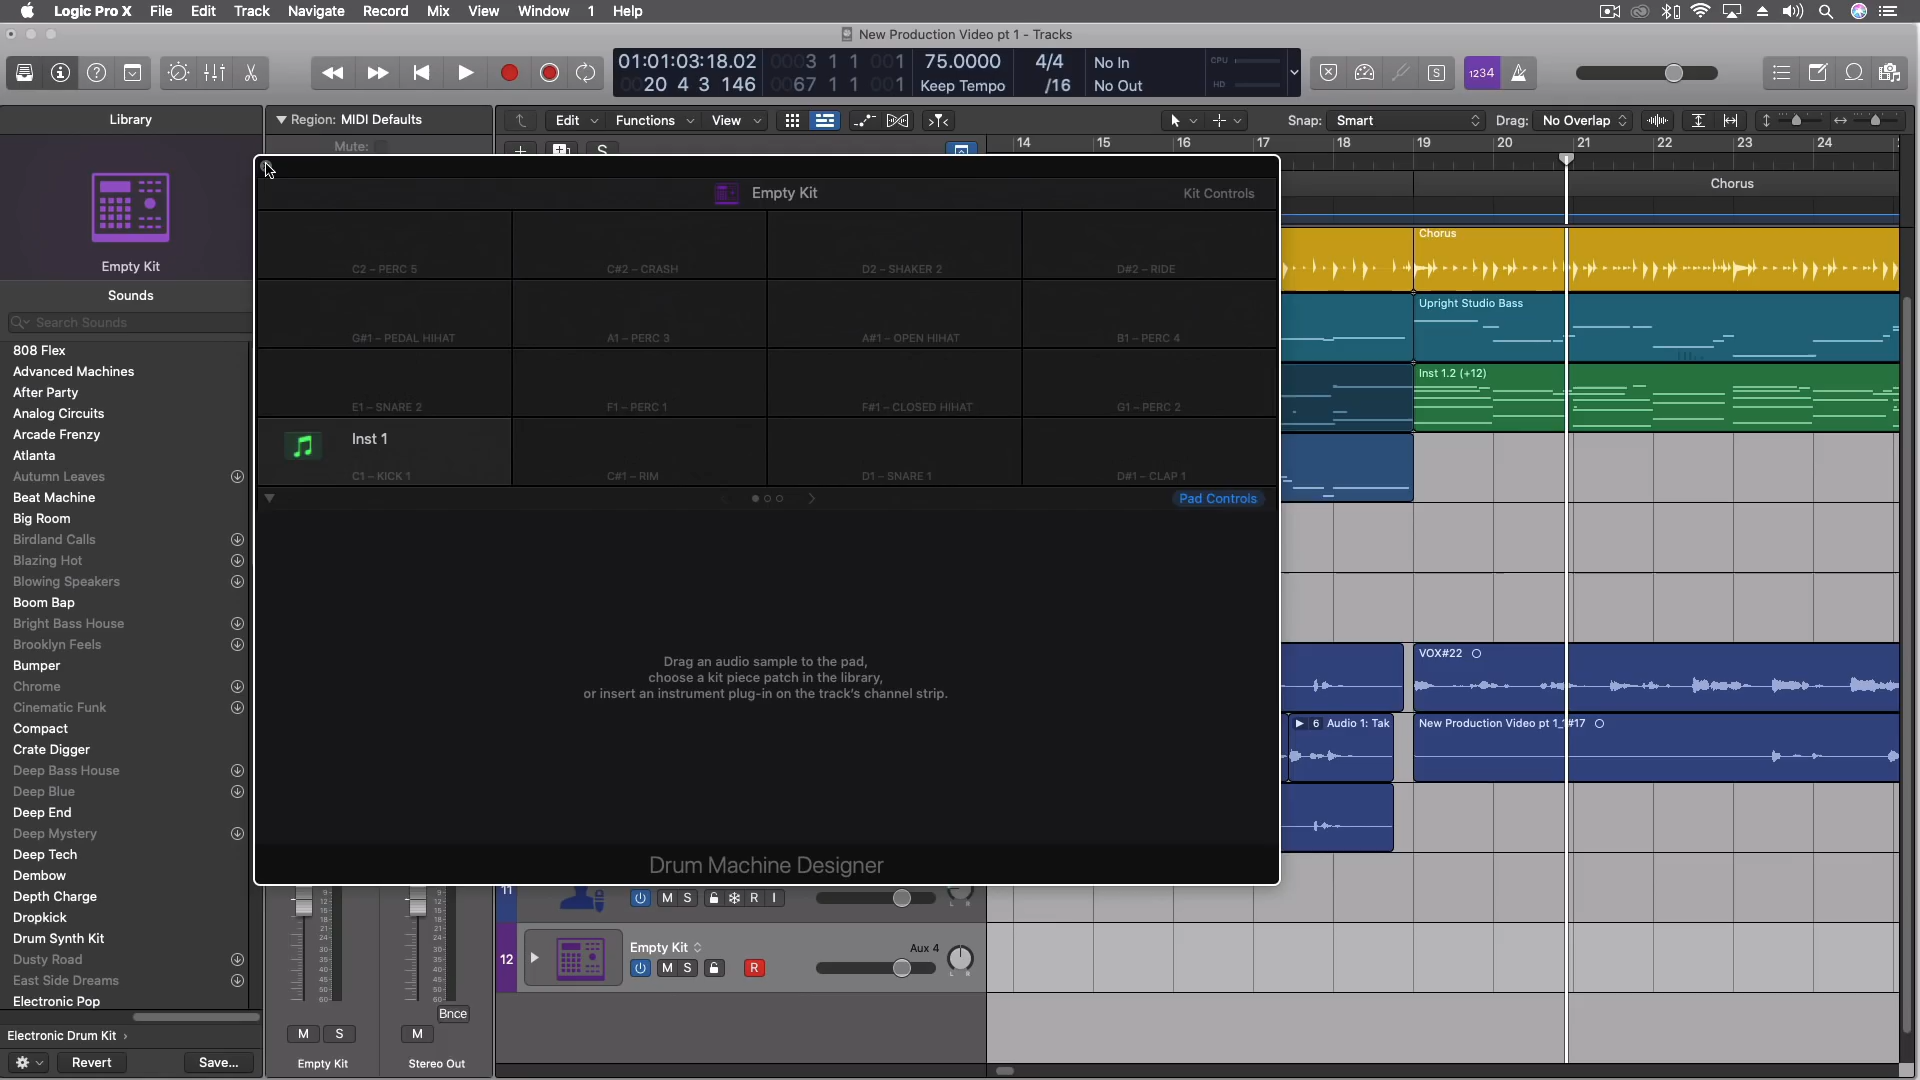 Logic Pro X File Edit Track Navigate Record Mix View Window 1 Help
New Production Video pt 1 - Tracks
01:01:03:18.02
20 4 3 146
0003 1 1 001
0067 1 1 001
75.0000
Keep Tempo
4/4
/16
No In
No Out
CPU
HD
1234
Library
Region: MIDI Defaults
Mute:
Edit
Functions
View
Snap: Smart
Drag: No Overlap
14 15 16 17 18 19 20 21 22 23 24
S
Empty Kit
Sounds
Search Sounds
808 Flex
Advanced Machines
After Party
Analog Circuits
Arcade Frenzy
Atlanta
Autumn Leaves
Beat Machine
Big Room
Birdland Calls
Blazing Hot
Blowing Speakers
Boom Bap
Bright Bass House
Brooklyn Feels
Bumper
Chrome
Cinematic Funk
Compact
Crate Digger
Deep Bass House
Deep Blue
Deep End
Deep Mystery
Deep Tech
Dembow
Depth Charge
Dropkick
Drum Synth Kit
Dusty Road
East Side Dreams
Electronic Pop
Electronic Drum Kit
Revert
Save...
Empty Kit
Kit Controls
C2 – PERC 5
C#2 – CRASH
D2 – SHAKER 2
D#2 – RIDE
G#1 – PEDAL HIHAT
A1 – PERC 3
A#1 – OPEN HIHAT
B1 – PERC 4
E1 – SNARE 2
F1 – PERC 1
F#1 – CLOSED HIHAT
G1 – PERC 2
Inst 1
C1 – KICK 1
C#1 – RIM
D1 – SNARE 1
D#1 – CLAP 1
Pad Controls
Drag an audio sample to the pad,
choose a kit piece patch in the library,
or insert an instrument plug-in on the track's channel strip.
Drum Machine Designer
Chorus
Chorus
Upright Studio Bass
Inst 1.2 (+12)
VOX#22
6 Audio 1: Tak
New Production Video pt 1_1#17
11
M S R I
12
Empty Kit
Aux 4
M S R
Bnce
M S
M
Empty Kit
Stereo Out